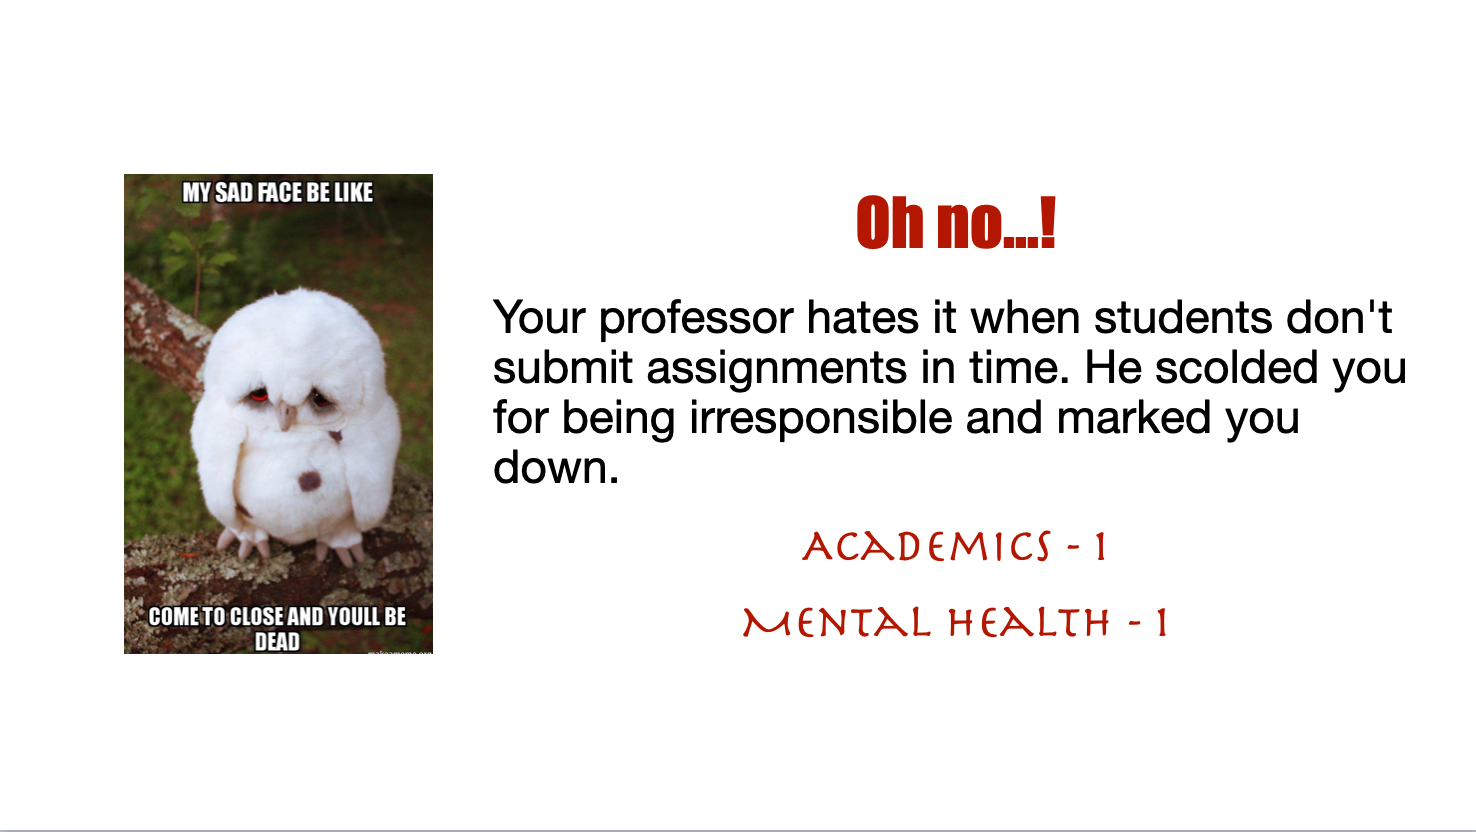 MY SAD FACE BE LIKE
COME TO CLOSE AND YOULL BE
DEAD
makeameme.org
Oh no...!
Your professor hates it when students don't
submit assignments in time. He scolded you
for being irresponsible and marked you
down.
Academics - 1
Mental Health - 1